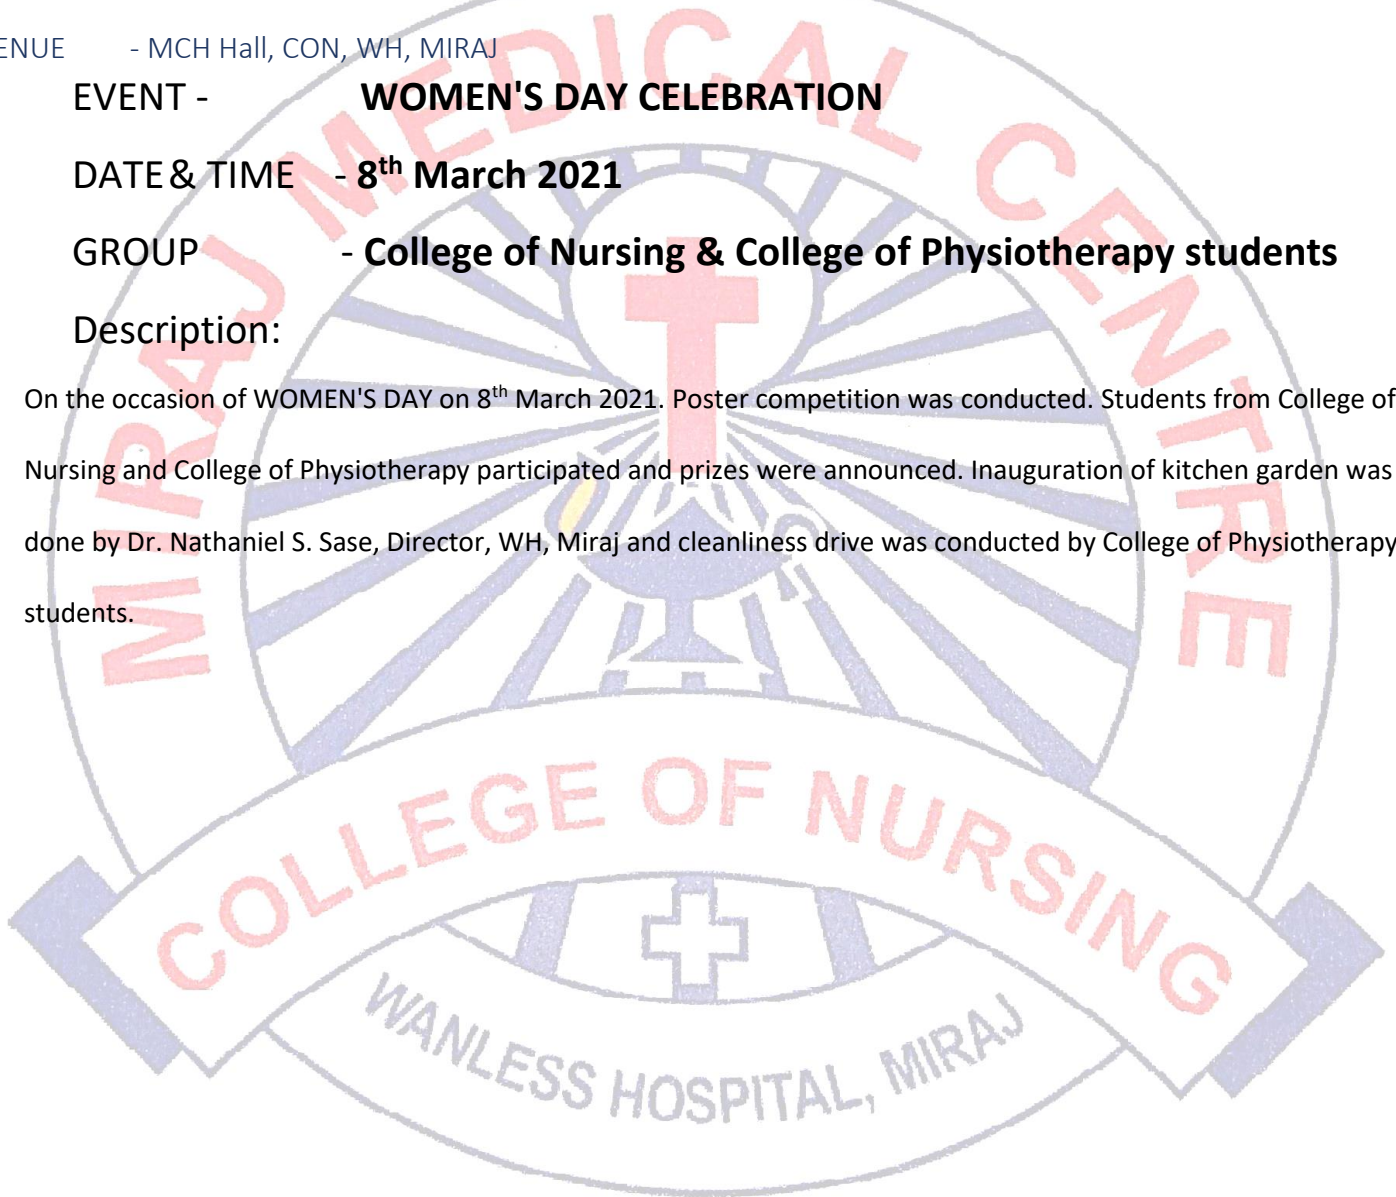 ENUE - MCH Hall, CON, WH, MIRAJ
EVENT - WOMEN'S DAY CELEBRATION
DATE & TIME - 8th March 2021
GROUP - College of Nursing & College of Physiotherapy students
Description:
On the occasion of WOMEN'S DAY on 8th March 2021. Poster competition was conducted. Students from College of
Nursing and College of Physiotherapy participated and prizes were announced. Inauguration of kitchen garden was
done by Dr. Nathaniel S. Sase, Director, WH, Miraj and cleanliness drive was conducted by College of Physiotherapy
students.
MIRAJ MEDICAL CENTRE
COLLEGE OF NURSING
WANLESS HOSPITAL, MIRAJ